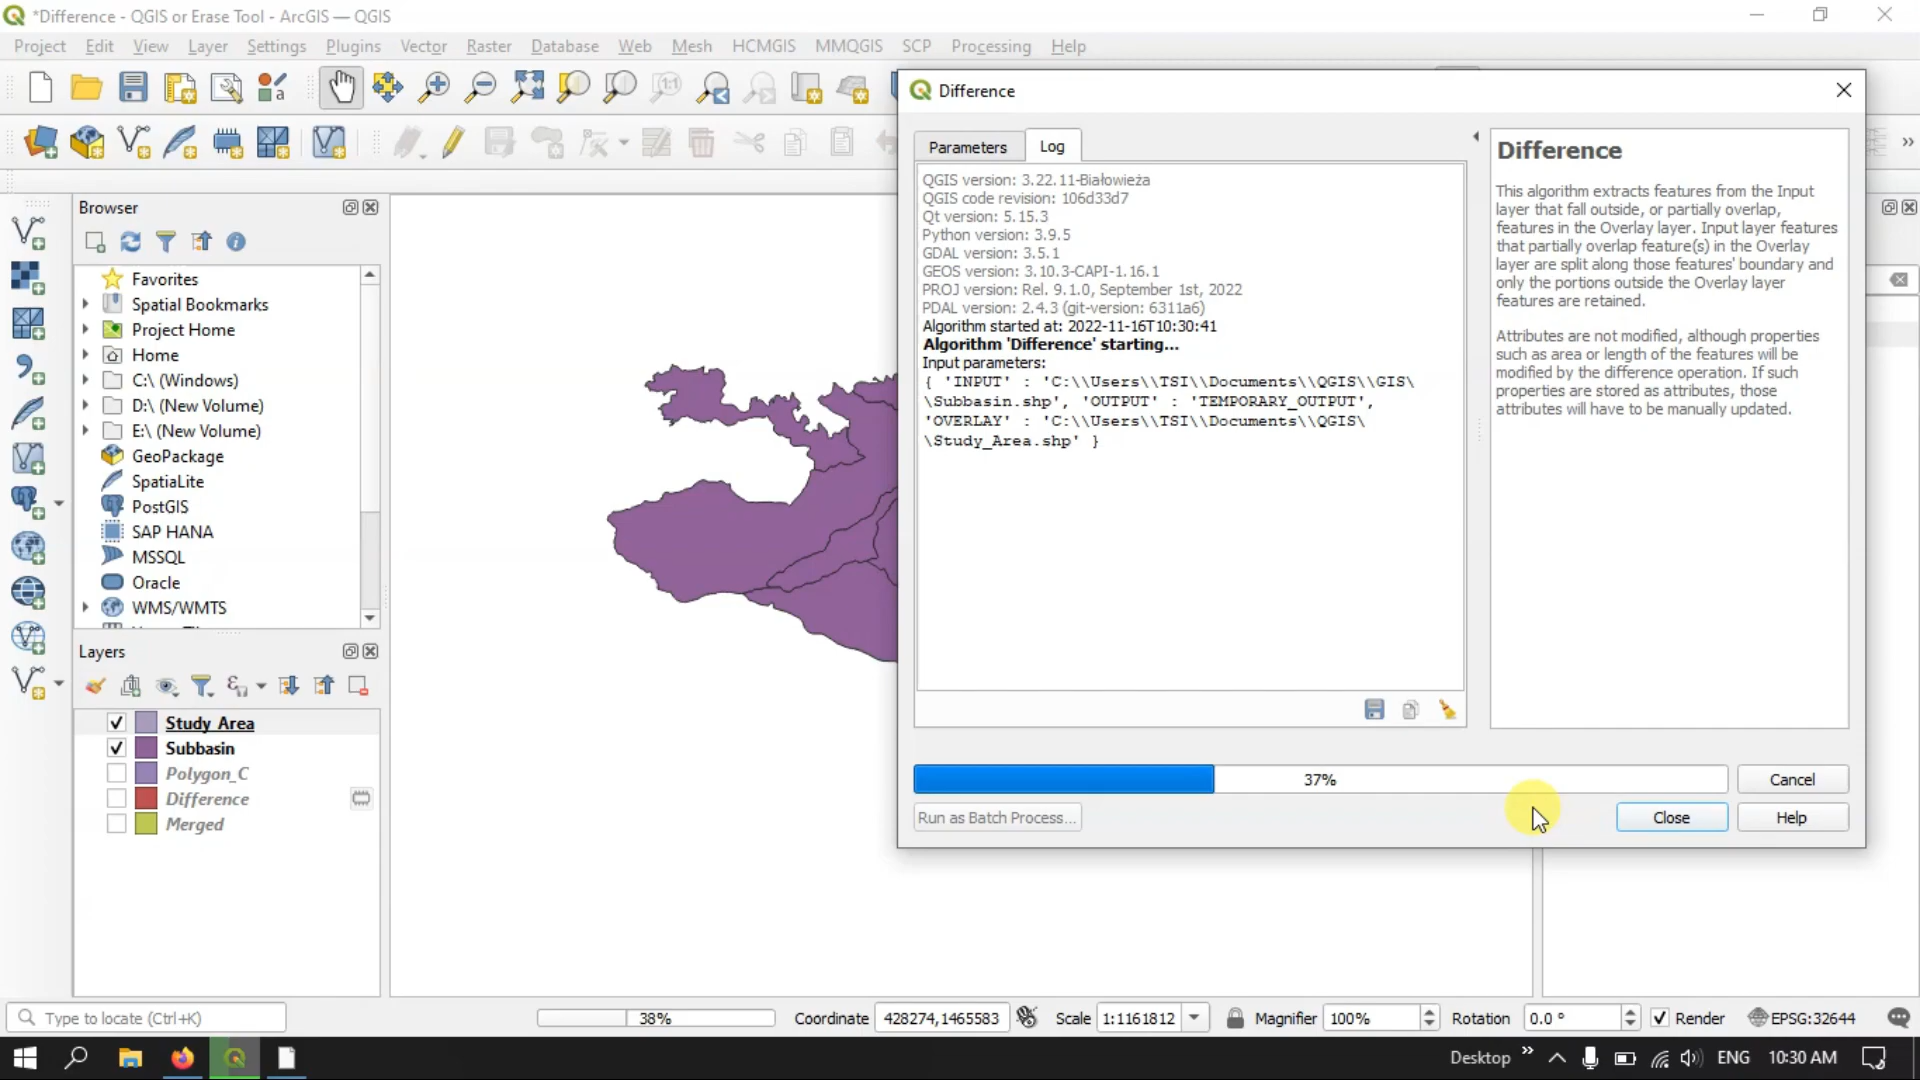 *Difference - QGIS or Erase Tool - ArcGIS — QGIS
Project Edit View Layer Settings Plugins Vector Raster Database Web Mesh HCMGIS MMQGIS SCP Processing Help
Difference
Parameters Log
QGIS version: 3.22.11-Białowieża
QGIS code revision: 106d33d7
Qt version: 5.15.3
Python version: 3.9.5
GDAL version: 3.5.1
GEOS version: 3.10.3-CAPI-1.16.1
PROJ version: Rel. 9.1.0, September 1st, 2022
PDAL version: 2.4.3 (git-version: 6311a6)
Algorithm started at: 2022-11-16T10:30:41
Algorithm 'Difference' starting...
Input parameters:
{ 'INPUT' : 'C:\\Users\\TSI\\Documents\\QGIS\\GIS\
\Subbasin.shp', 'OUTPUT' : 'TEMPORARY_OUTPUT',
'OVERLAY' : 'C:\\Users\\TSI\\Documents\\QGIS\
\Study_Area.shp' }
37%
Cancel
Run as Batch Process...
Close
Help
Difference
This algorithm extracts features from the Input
layer that fall outside, or partially overlap,
features in the Overlay layer. Input layer features
that partially overlap feature(s) in the Overlay
layer are split along those features' boundary and
only the portions outside the Overlay layer
features are retained.
Attributes are not modified, although properties
such as area or length of the features will be
modified by the difference operation. If such
properties are stored as attributes, those
attributes will have to be manually updated.
Browser
Favorites
Spatial Bookmarks
Project Home
Home
C:\ (Windows)
D:\ (New Volume)
E:\ (New Volume)
GeoPackage
SpatiaLite
PostGIS
SAP HANA
MSSQL
Oracle
WMS/WMTS
Layers
Study_Area
Subbasin
Polygon_C
Difference
Merged
Type to locate (Ctrl+K)
38%
Coordinate 428274,1465583
Scale 1:1161812
Magnifier 100%
Rotation 0.0 °
Render
EPSG:32644
Desktop
ENG
10:30 AM